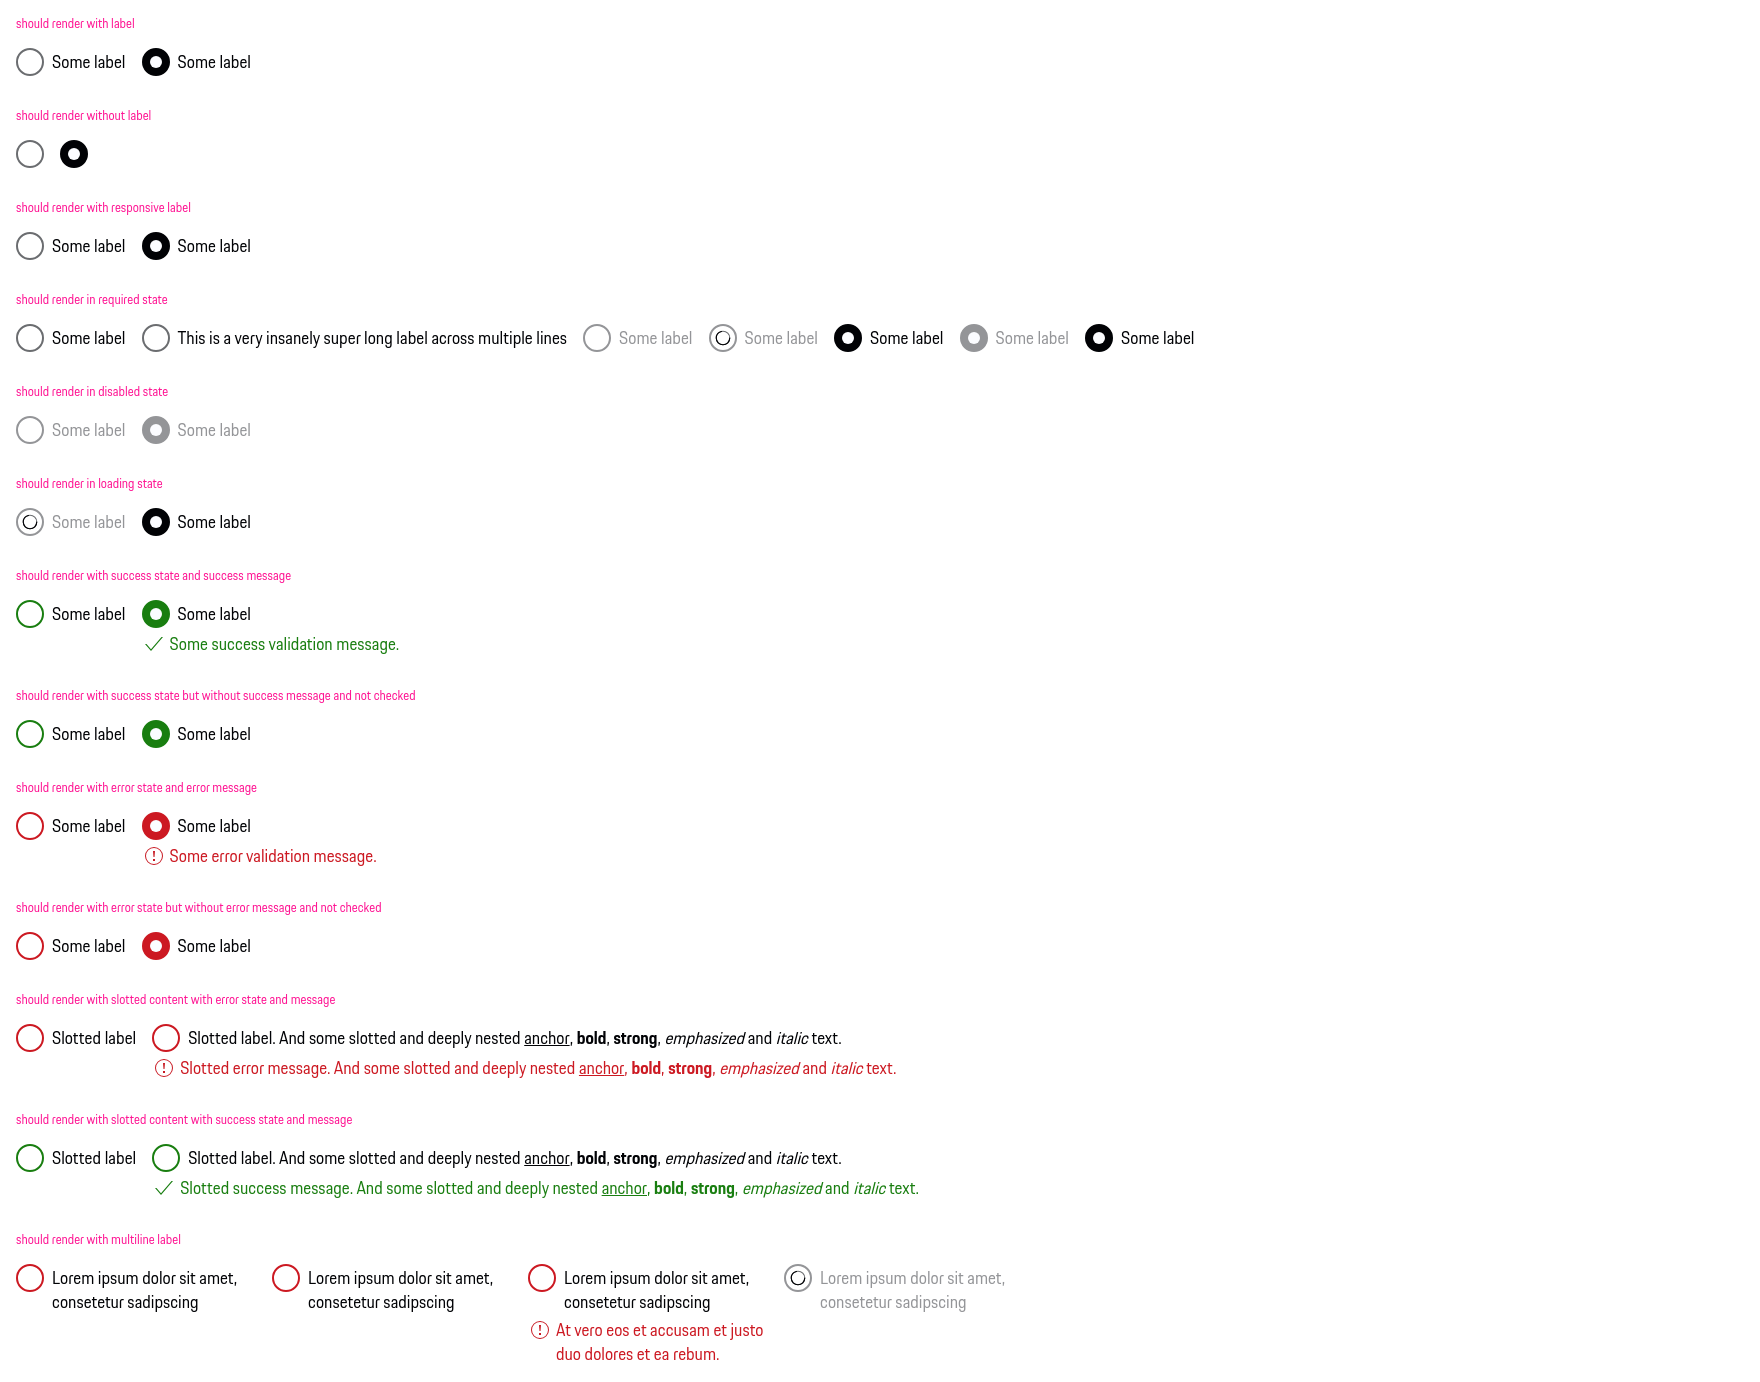 should render with label
Some label Some label
should render without label
should render with responsive label
Some label Some label
should render in required state
Some label This is a very insanely super long label across multiple lines Some label Some label Some label Some label Some label
should render in disabled state
Some label Some label
should render in loading state
Some label Some label
should render with success state and success message
Some label Some label
Some success validation message.
should render with success state but without success message and not checked
Some label Some label
should render with error state and error message
Some label Some label
Some error validation message.
should render with error state but without error message and not checked
Some label Some label
should render with slotted content with error state and message
Slotted label Slotted label. And some slotted and deeply nested anchor, bold, strong, emphasized and italic text.
Slotted error message. And some slotted and deeply nested anchor, bold, strong, emphasized and italic text.
should render with slotted content with success state and message
Slotted label Slotted label. And some slotted and deeply nested anchor, bold, strong, emphasized and italic text.
Slotted success message. And some slotted and deeply nested anchor, bold, strong, emphasized and italic text.
should render with multiline label
Lorem ipsum dolor sit amet,
consetetur sadipscing
Lorem ipsum dolor sit amet,
consetetur sadipscing
Lorem ipsum dolor sit amet,
consetetur sadipscing
At vero eos et accusam et justo
duo dolores et ea rebum.
Lorem ipsum dolor sit amet,
consetetur sadipscing